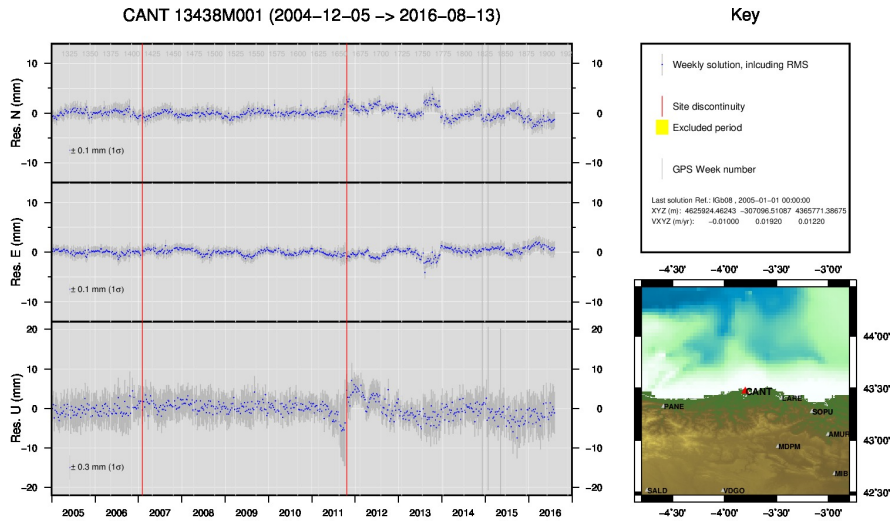 CANT 13438M001 (2004−12−05 −> 2016−08−13)
Res. N (mm)
10
0
−10
± 0.1 mm (1σ)
10
0
−10
Res. E (mm)
10
0
−10
± 0.1 mm (1σ)
10
0
−10
Res. U (mm)
20
10
0
−10
−20
± 0.3 mm (1σ)
20
10
0
−10
−20
2005 2006 2007 2008 2009 2010 2011 2012 2013 2014 2015 2016
Key
Weekly solution, inlcuding RMS
Site discontinuity
Excluded period
GPS Week number
Last solution Ref.: IGb08 , 2005−01−01 00:00:00
XYZ (m): 4625924.46243 −307096.51087 4365771.38675
VXYZ (m/yr): −0.01000 0.01920 0.01220
−4°30' −4°00' −3°30' −3°00'
44°00'
43°30'
43°00'
42°30'
CANT
PANE
LARE
SOPU
AMUR
MDPM
MIB
SALD
VDGO
−4°30' −4°00' −3°30' −3°00'